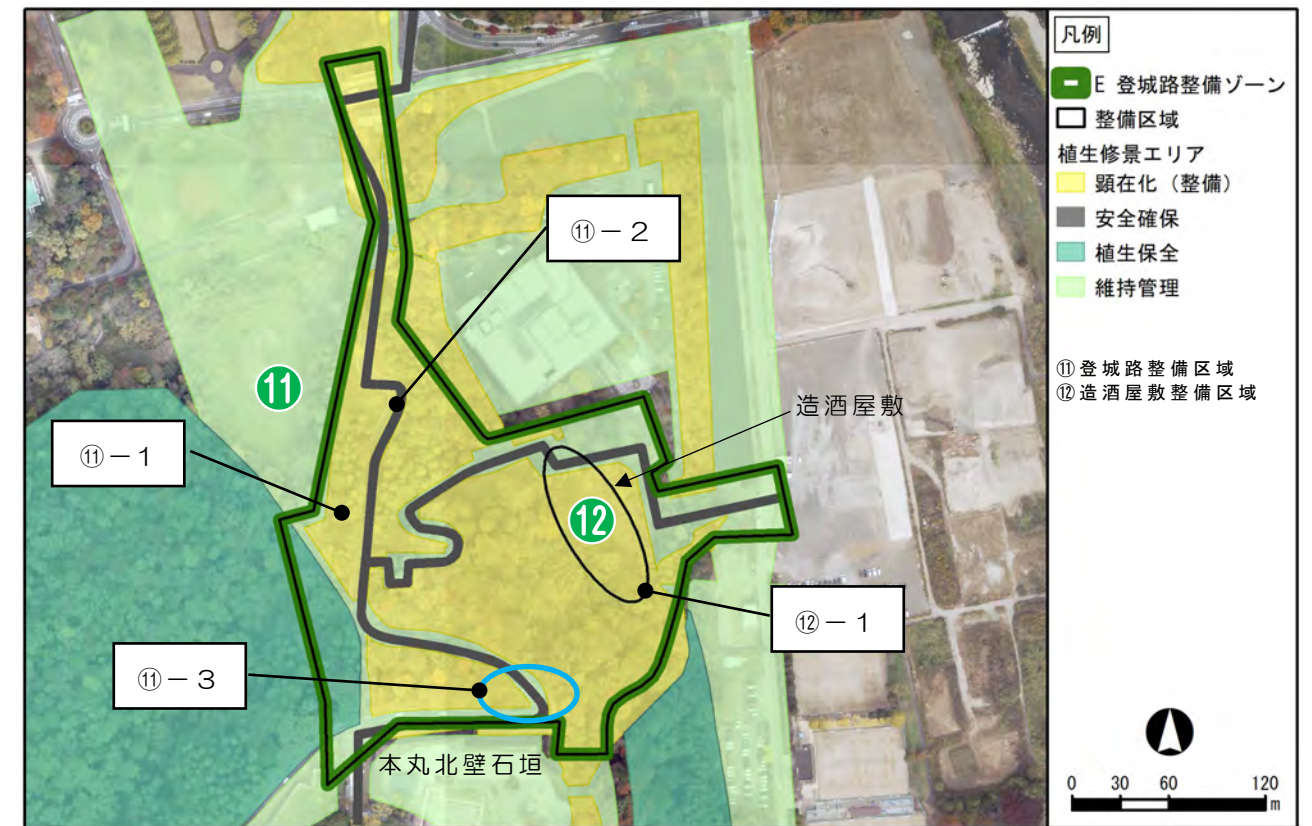 ⑪－２
⑪
造酒屋敷
⑪－１
⑫
⑫－１
⑪－３
本丸北壁石垣
凡例
E 登城路整備ゾーン
整備区域
植生修景エリア
顕在化（整備）
安全確保
植生保全
維持管理
⑪登城路整備区域
⑫造酒屋敷整備区域
0 30 60 120
m